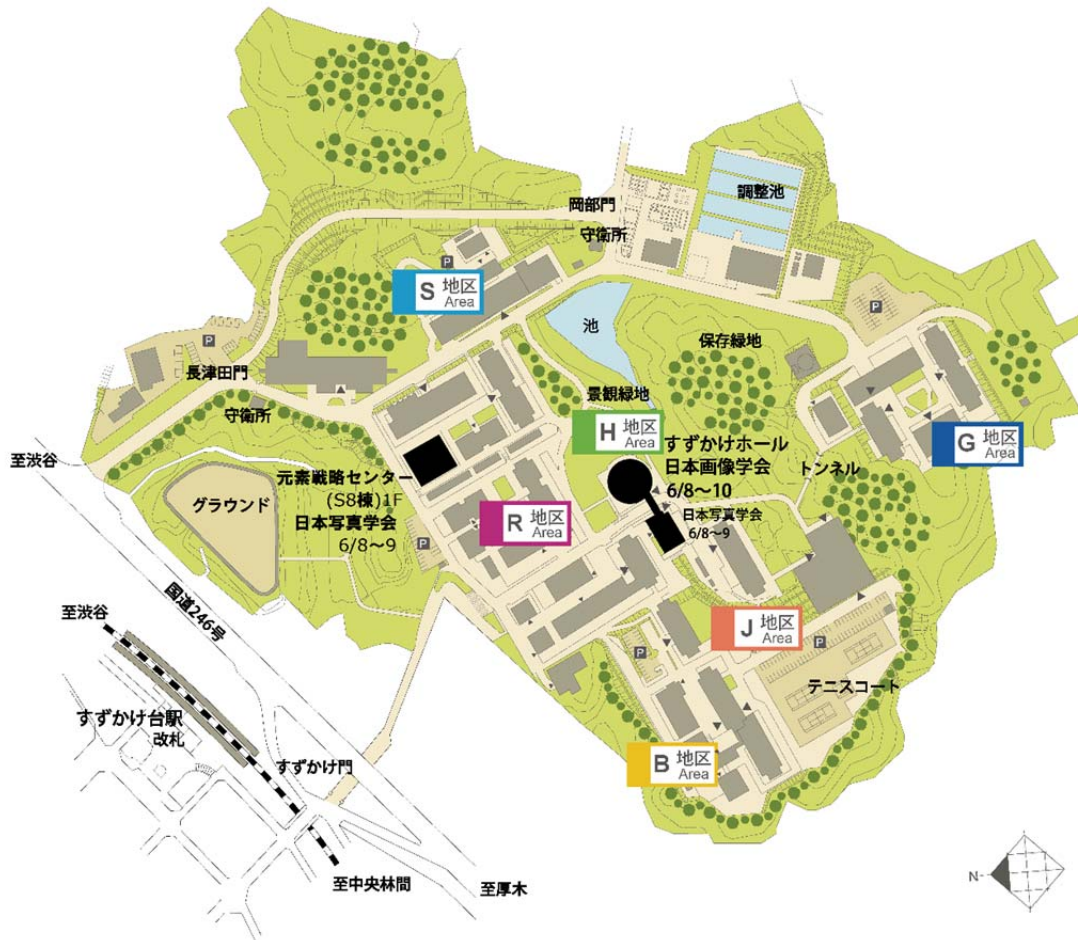 調整池
岡部門
守衛所
P
S 地区
Area
池
P
保存緑地
P
長津田門
景観緑地
守衛所
H 地区
Area
G 地区
Area
すずかけホール
日本画像学会
6/8~10
日本写真学会
6/8~9
トンネル
至渋谷
元素戦略センター
(S8棟)1F
日本写真学会
6/8~9
グラウンド
R 地区
Area
P
国道246号
至渋谷
J 地区
Area
P
P
テニスコート
すずかけ台駅
改札
すずかけ門
B 地区
Area
至中央林間
至厚木
N